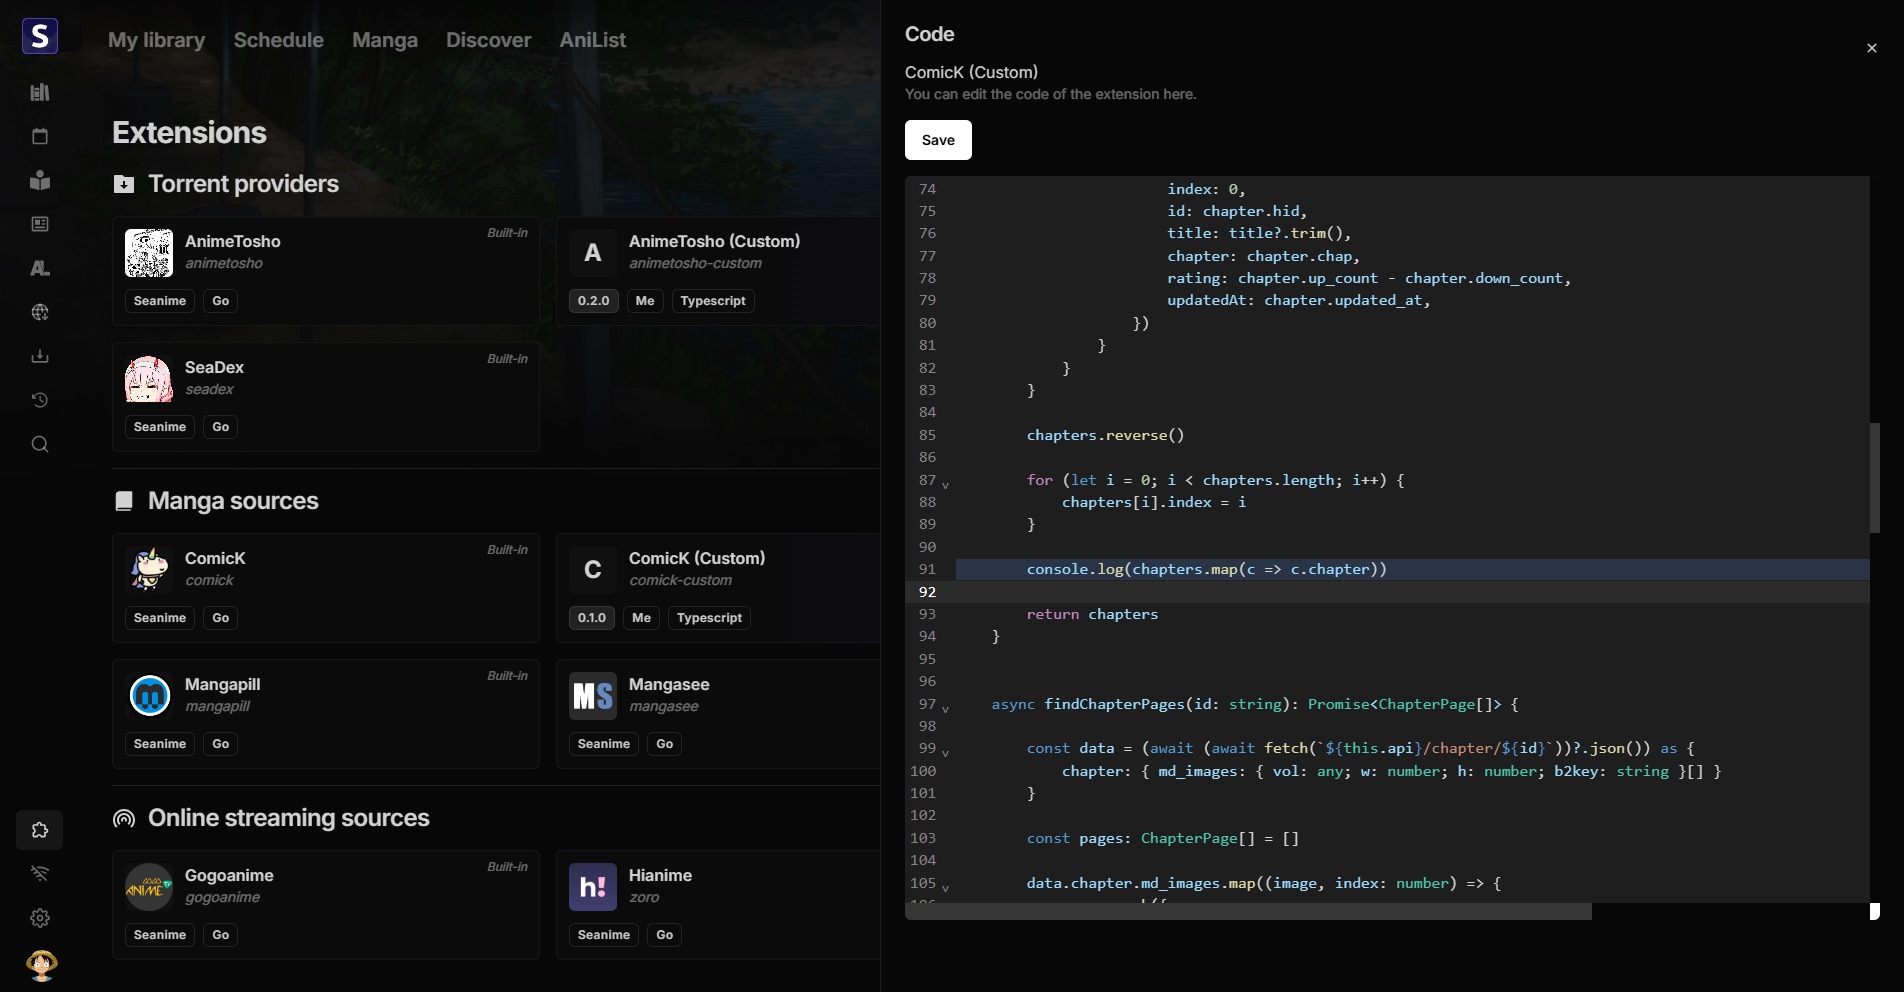 S
My library
Schedule
Manga
Discover
AniList
Extensions
Torrent providers
AnimeTosho
animetosho
Built-in
Seanime
Go
A
AnimeTosho (Custom)
animetosho-custom
0.2.0
Me
Typescript
SeaDex
seadex
Built-in
Seanime
Go
Manga sources
ComicK
comick
Built-in
Seanime
Go
C
ComicK (Custom)
comick-custom
0.1.0
Me
Typescript
Mangapill
mangapill
Built-in
Seanime
Go
MS
Mangasee
mangasee
Seanime
Go
Online streaming sources
GOGO
ANIME
Gogoanime
gogoanime
Built-in
Seanime
Go
h!
Hianime
zoro
Seanime
Go
Code
ComicK (Custom)
You can edit the code of the extension here.
Save
74 index: 0,
75 id: chapter.hid,
76 title: title?.trim(),
77 chapter: chapter.chap,
78 rating: chapter.up_count - chapter.down_count,
79 updatedAt: chapter.updated_at,
80 })
81 }
82 }
83 }
84
85 chapters.reverse()
86
87 for (let i = 0; i < chapters.length; i++) {
88 chapters[i].index = i
89 }
90
91 console.log(chapters.map(c => c.chapter))
92
93 return chapters
94 }
95
96
97 async findChapterPages(id: string): Promise<ChapterPage[]> {
98
99 const data = (await (await fetch(`${this.api}/chapter/${id}`))?.json()) as {
100 chapter: { md_images: { vol: any; w: number; h: number; b2key: string }[] }
101 }
102
103 const pages: ChapterPage[] = []
104
105 data.chapter.md_images.map((image, index: number) => {